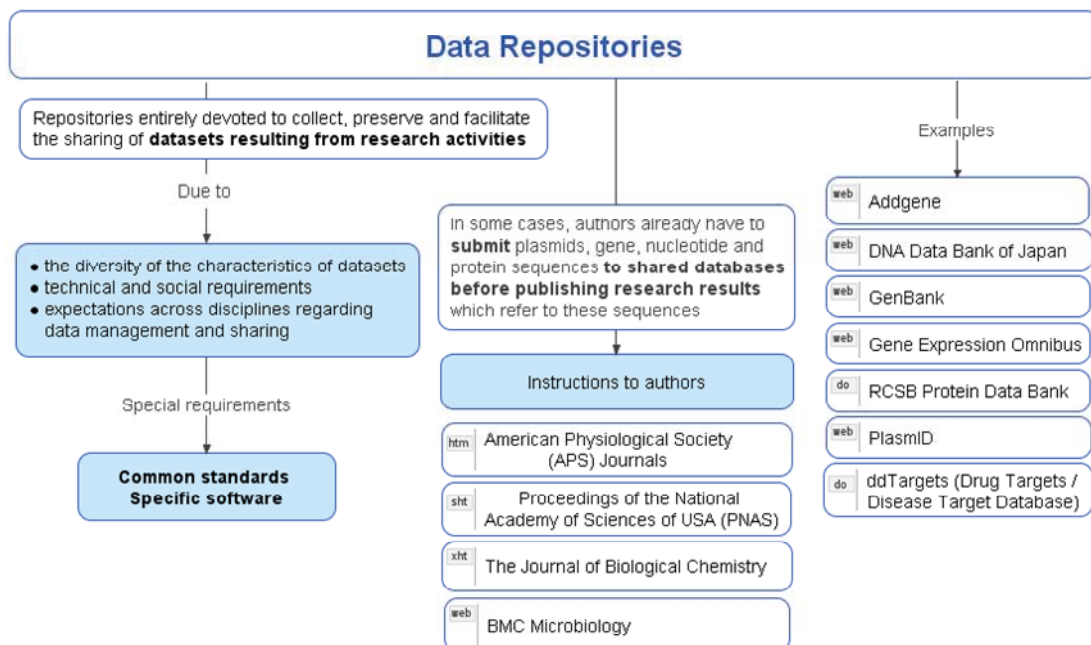 Data Repositories
Repositories entirely devoted to collect, preserve and facilitate
the sharing of datasets resulting from research activities
Due to
• the diversity of the characteristics of datasets
• technical and social requirements
• expectations across disciplines regarding
data management and sharing
Special requirements
Common standards
Specific software
In some cases, authors already have to
submit plasmids, gene, nucleotide and
protein sequences to shared databases
before publishing research results
which refer to these sequences
Instructions to authors
htm American Physiological Society
(APS) Journals
sht Proceedings of the National
Academy of Sciences of USA (PNAS)
xht The Journal of Biological Chemistry
web BMC Microbiology
Examples
web Addgene
web DNA Data Bank of Japan
web GenBank
web Gene Expression Omnibus
do RCSB Protein Data Bank
web PlasmID
do ddTargets (Drug Targets /
Disease Target Database)